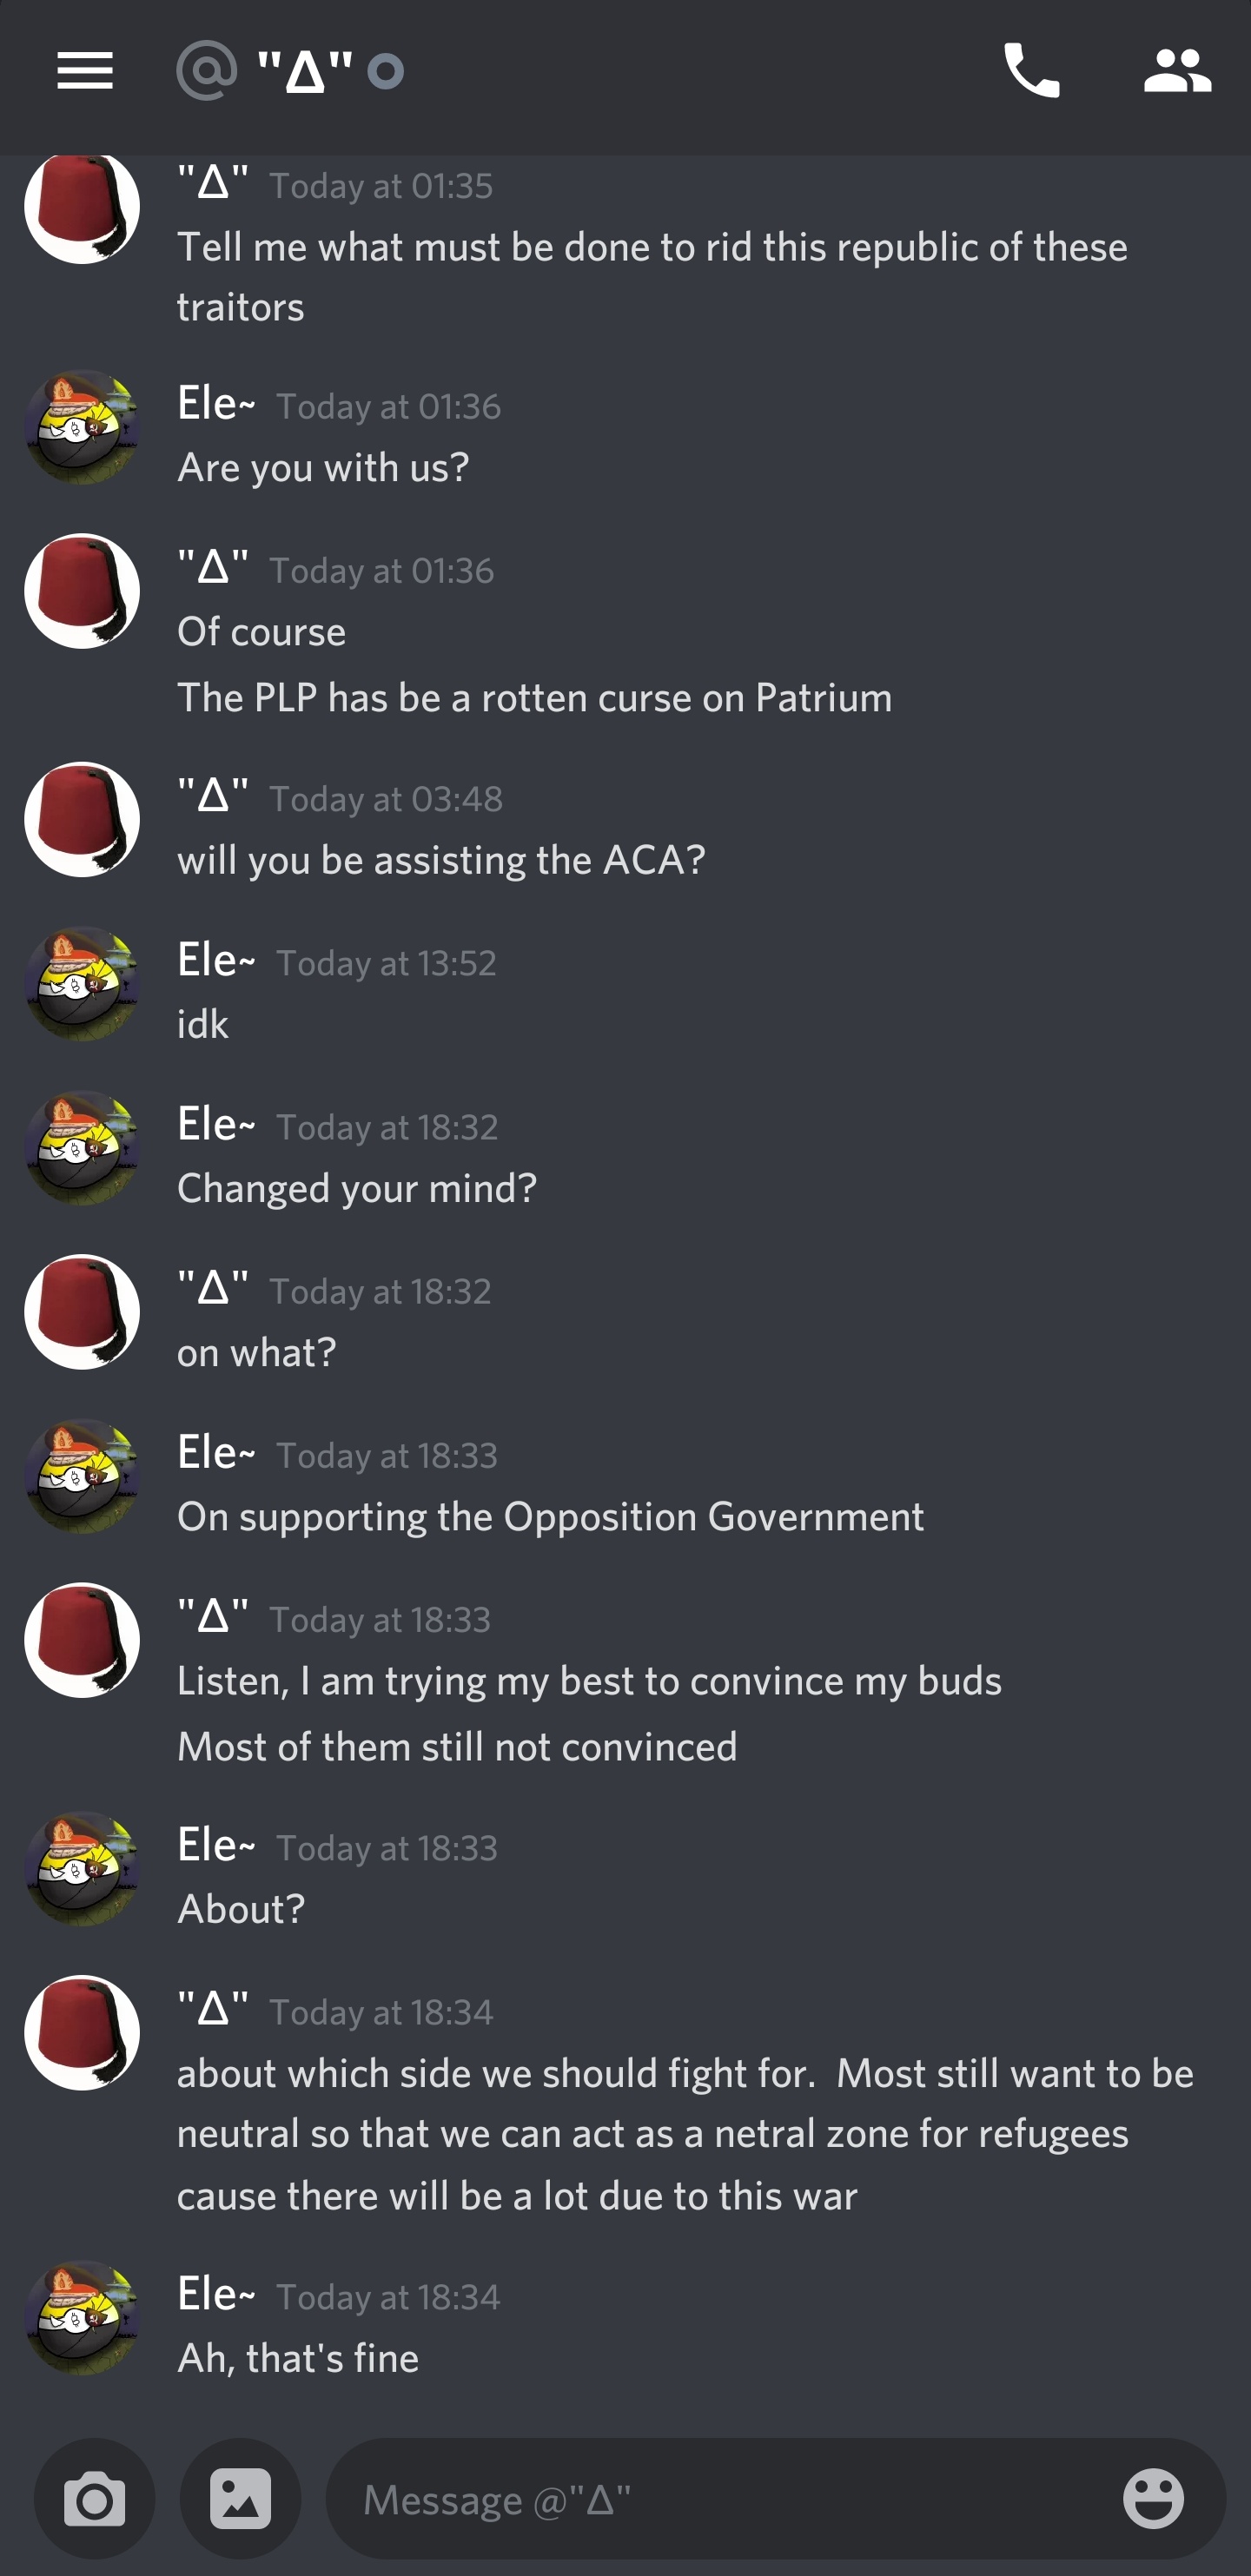 @ "Δ"
"Δ" Today at 01:35
Tell me what must be done to rid this republic of these
traitors
Ele~ Today at 01:36
Are you with us?
"Δ" Today at 01:36
Of course
The PLP has be a rotten curse on Patrium
"Δ" Today at 03:48
will you be assisting the ACA?
Ele~ Today at 13:52
idk
Ele~ Today at 18:32
Changed your mind?
"Δ" Today at 18:32
on what?
Ele~ Today at 18:33
On supporting the Opposition Government
"Δ" Today at 18:33
Listen, I am trying my best to convince my buds
Most of them still not convinced
Ele~ Today at 18:33
About?
"Δ" Today at 18:34
about which side we should fight for.  Most still want to be
neutral so that we can act as a netral zone for refugees
cause there will be a lot due to this war
Ele~ Today at 18:34
Ah, that's fine
Message @"Δ"